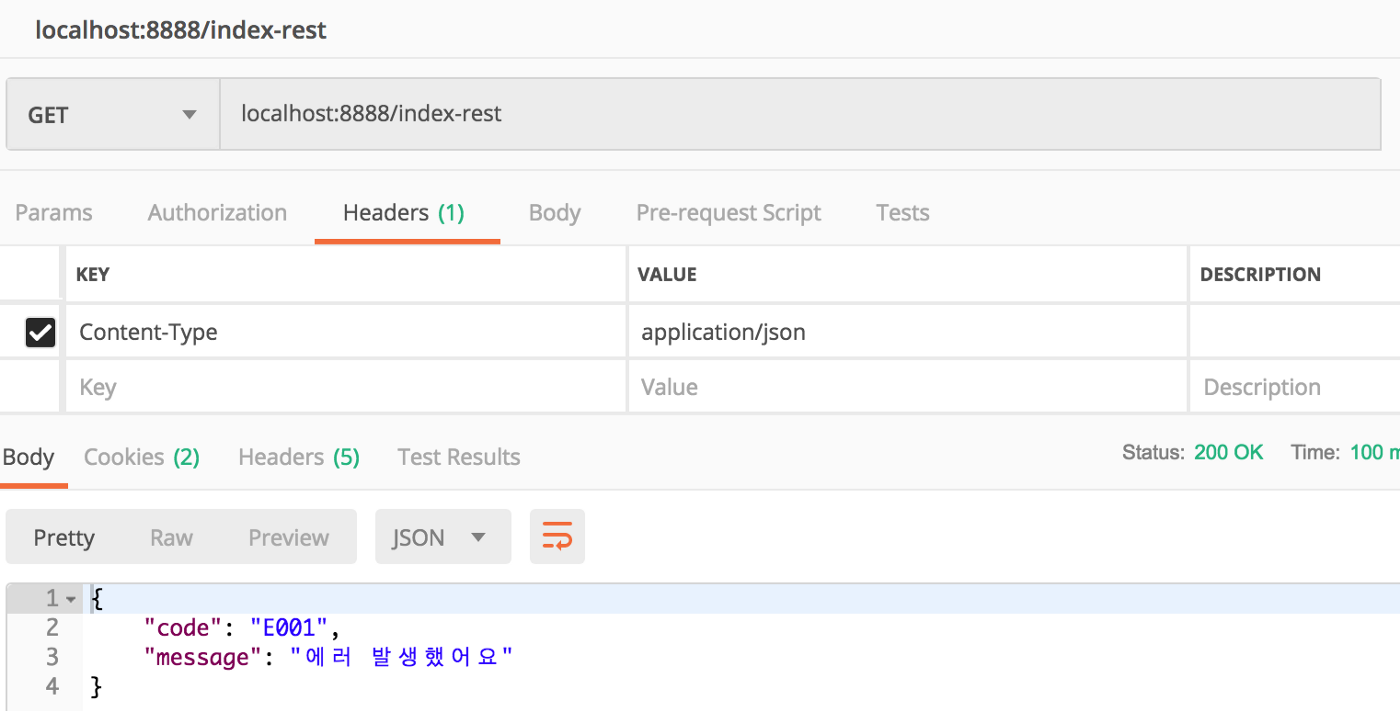 localhost:8888/index-rest
GET localhost:8888/index-rest
Params Authorization Headers (1) Body Pre-request Script Tests
KEY VALUE DESCRIPTION
Content-Type application/json
Key Value Description
Body Cookies (2) Headers (5) Test Results Status: 200 OK Time: 100 m
Pretty Raw Preview JSON
1 {
2 "code": "E001",
3 "message": "에러 발생했어요"
4 }